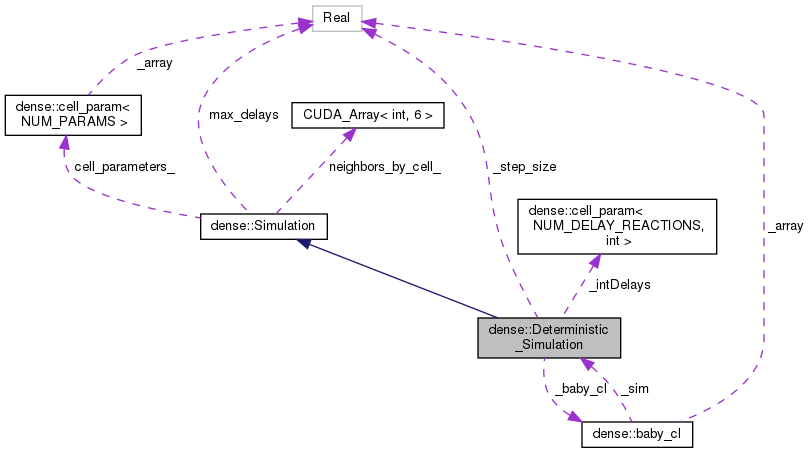 Real
_array
dense::cell_param<
NUM_PARAMS >
max_delays
CUDA_Array< int, 6 >
cell_parameters_
neighbors_by_cell_
_step_size
dense::Simulation
dense::cell_param<
NUM_DELAY_REACTIONS,
int >
_array
_intDelays
dense::Deterministic
_Simulation
_baby_cl
_sim
dense::baby_cl